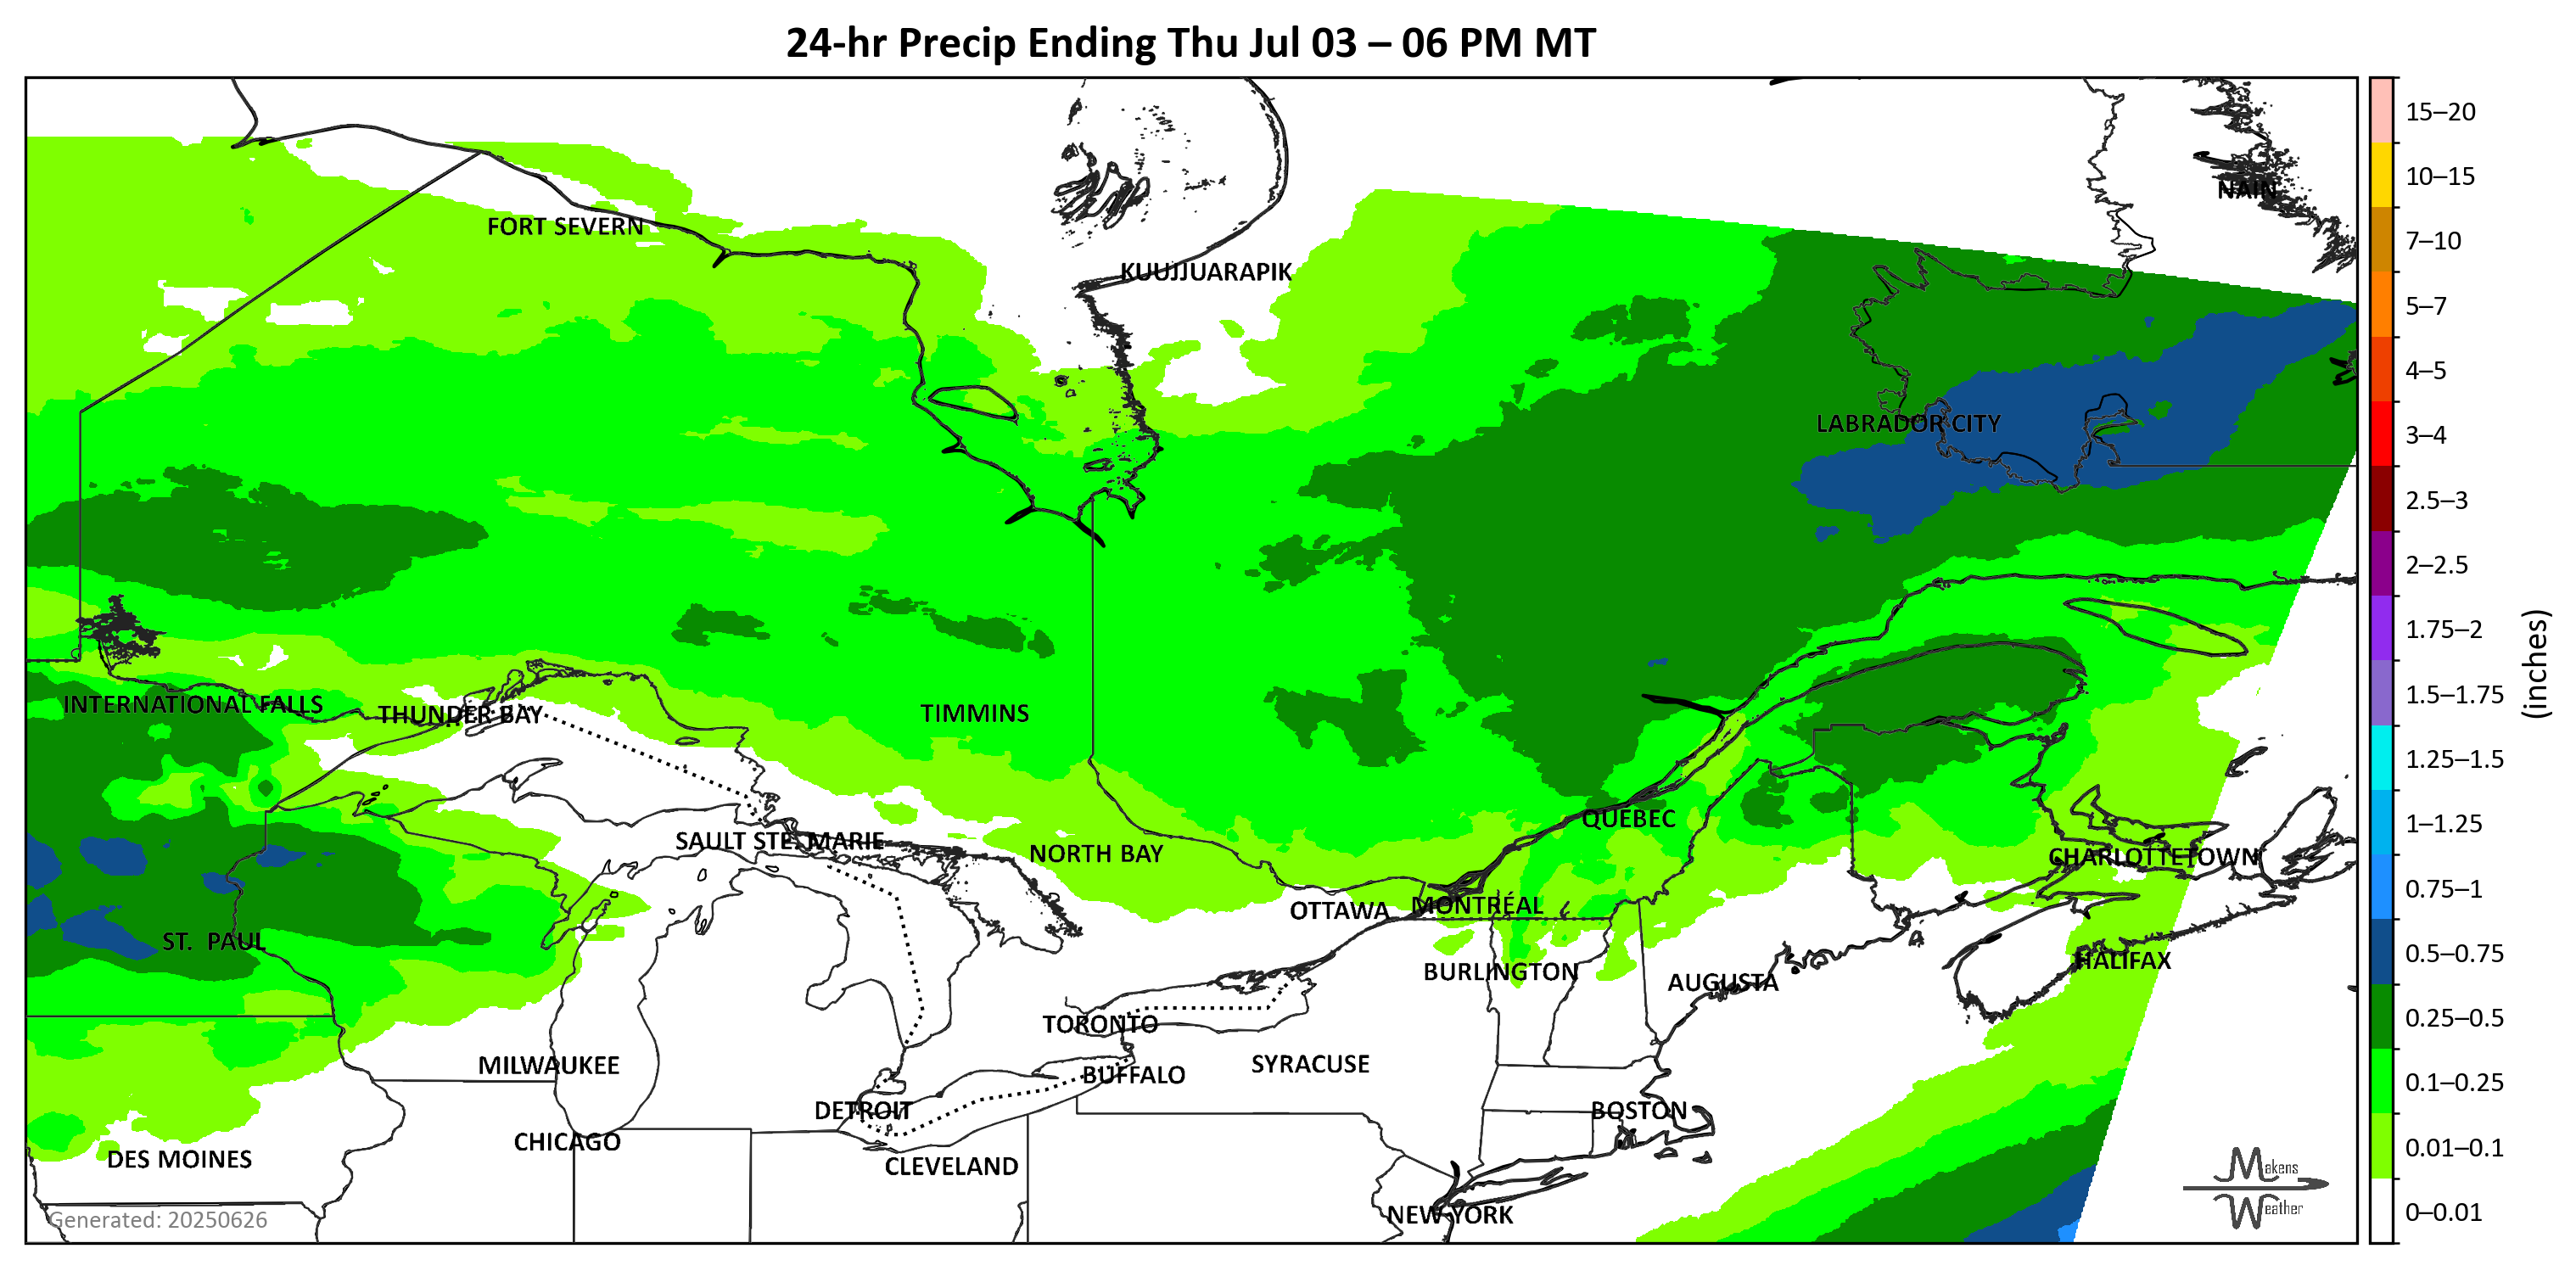 24-hr Precip Ending Thu Jul 03 – 06 PM MT
NAIN
FORT SEVERN
KUUJJUARAPIK
LABRADOR CITY
INTERNATIONAL FALLS
THUNDER BAY
TIMMINS
QUEBEC
SAULT STE. MARIE
NORTH BAY
CHARLOTTETOWN
OTTAWA
MONTRÉAL
ST. PAUL
HALIFAX
BURLINGTON
AUGUSTA
TORONTO
SYRACUSE
MILWAUKEE
BUFFALO
DETROIT
BOSTON
CHICAGO
DES MOINES
CLEVELAND
NEW YORK
Generated: 20250626
Makens
Weather
15–20
10–15
7–10
5–7
4–5
3–4
2.5–3
2–2.5
1.75–2
1.5–1.75
1.25–1.5
1–1.25
0.75–1
0.5–0.75
0.25–0.5
0.1–0.25
0.01–0.1
0–0.01
(inches)